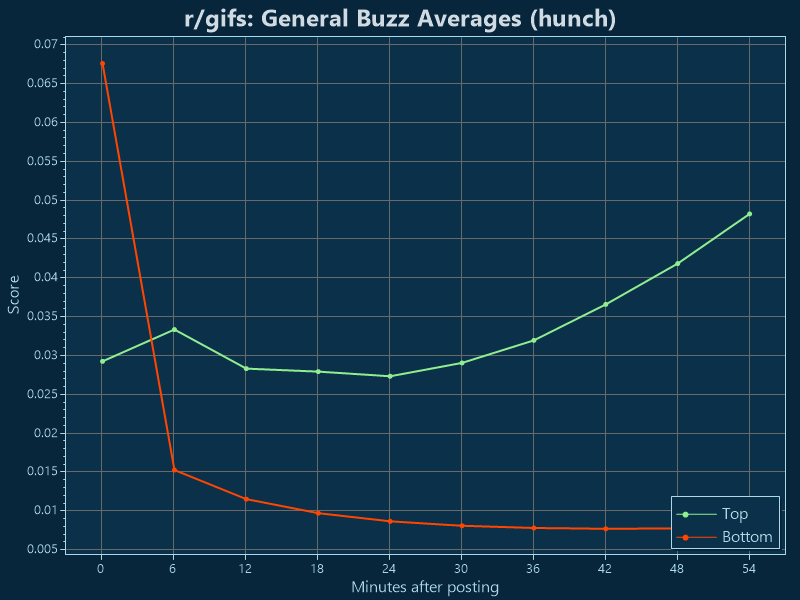 r/gifs: General Buzz Averages (hunch)
0.07
0.065
0.06
0.055
0.05
0.045
0.04
0.035
0.03
0.025
0.02
0.015
0.01
0.005
Score
0 6 12 18 24 30 36 42 48 54
Minutes after posting
Top
Bottom